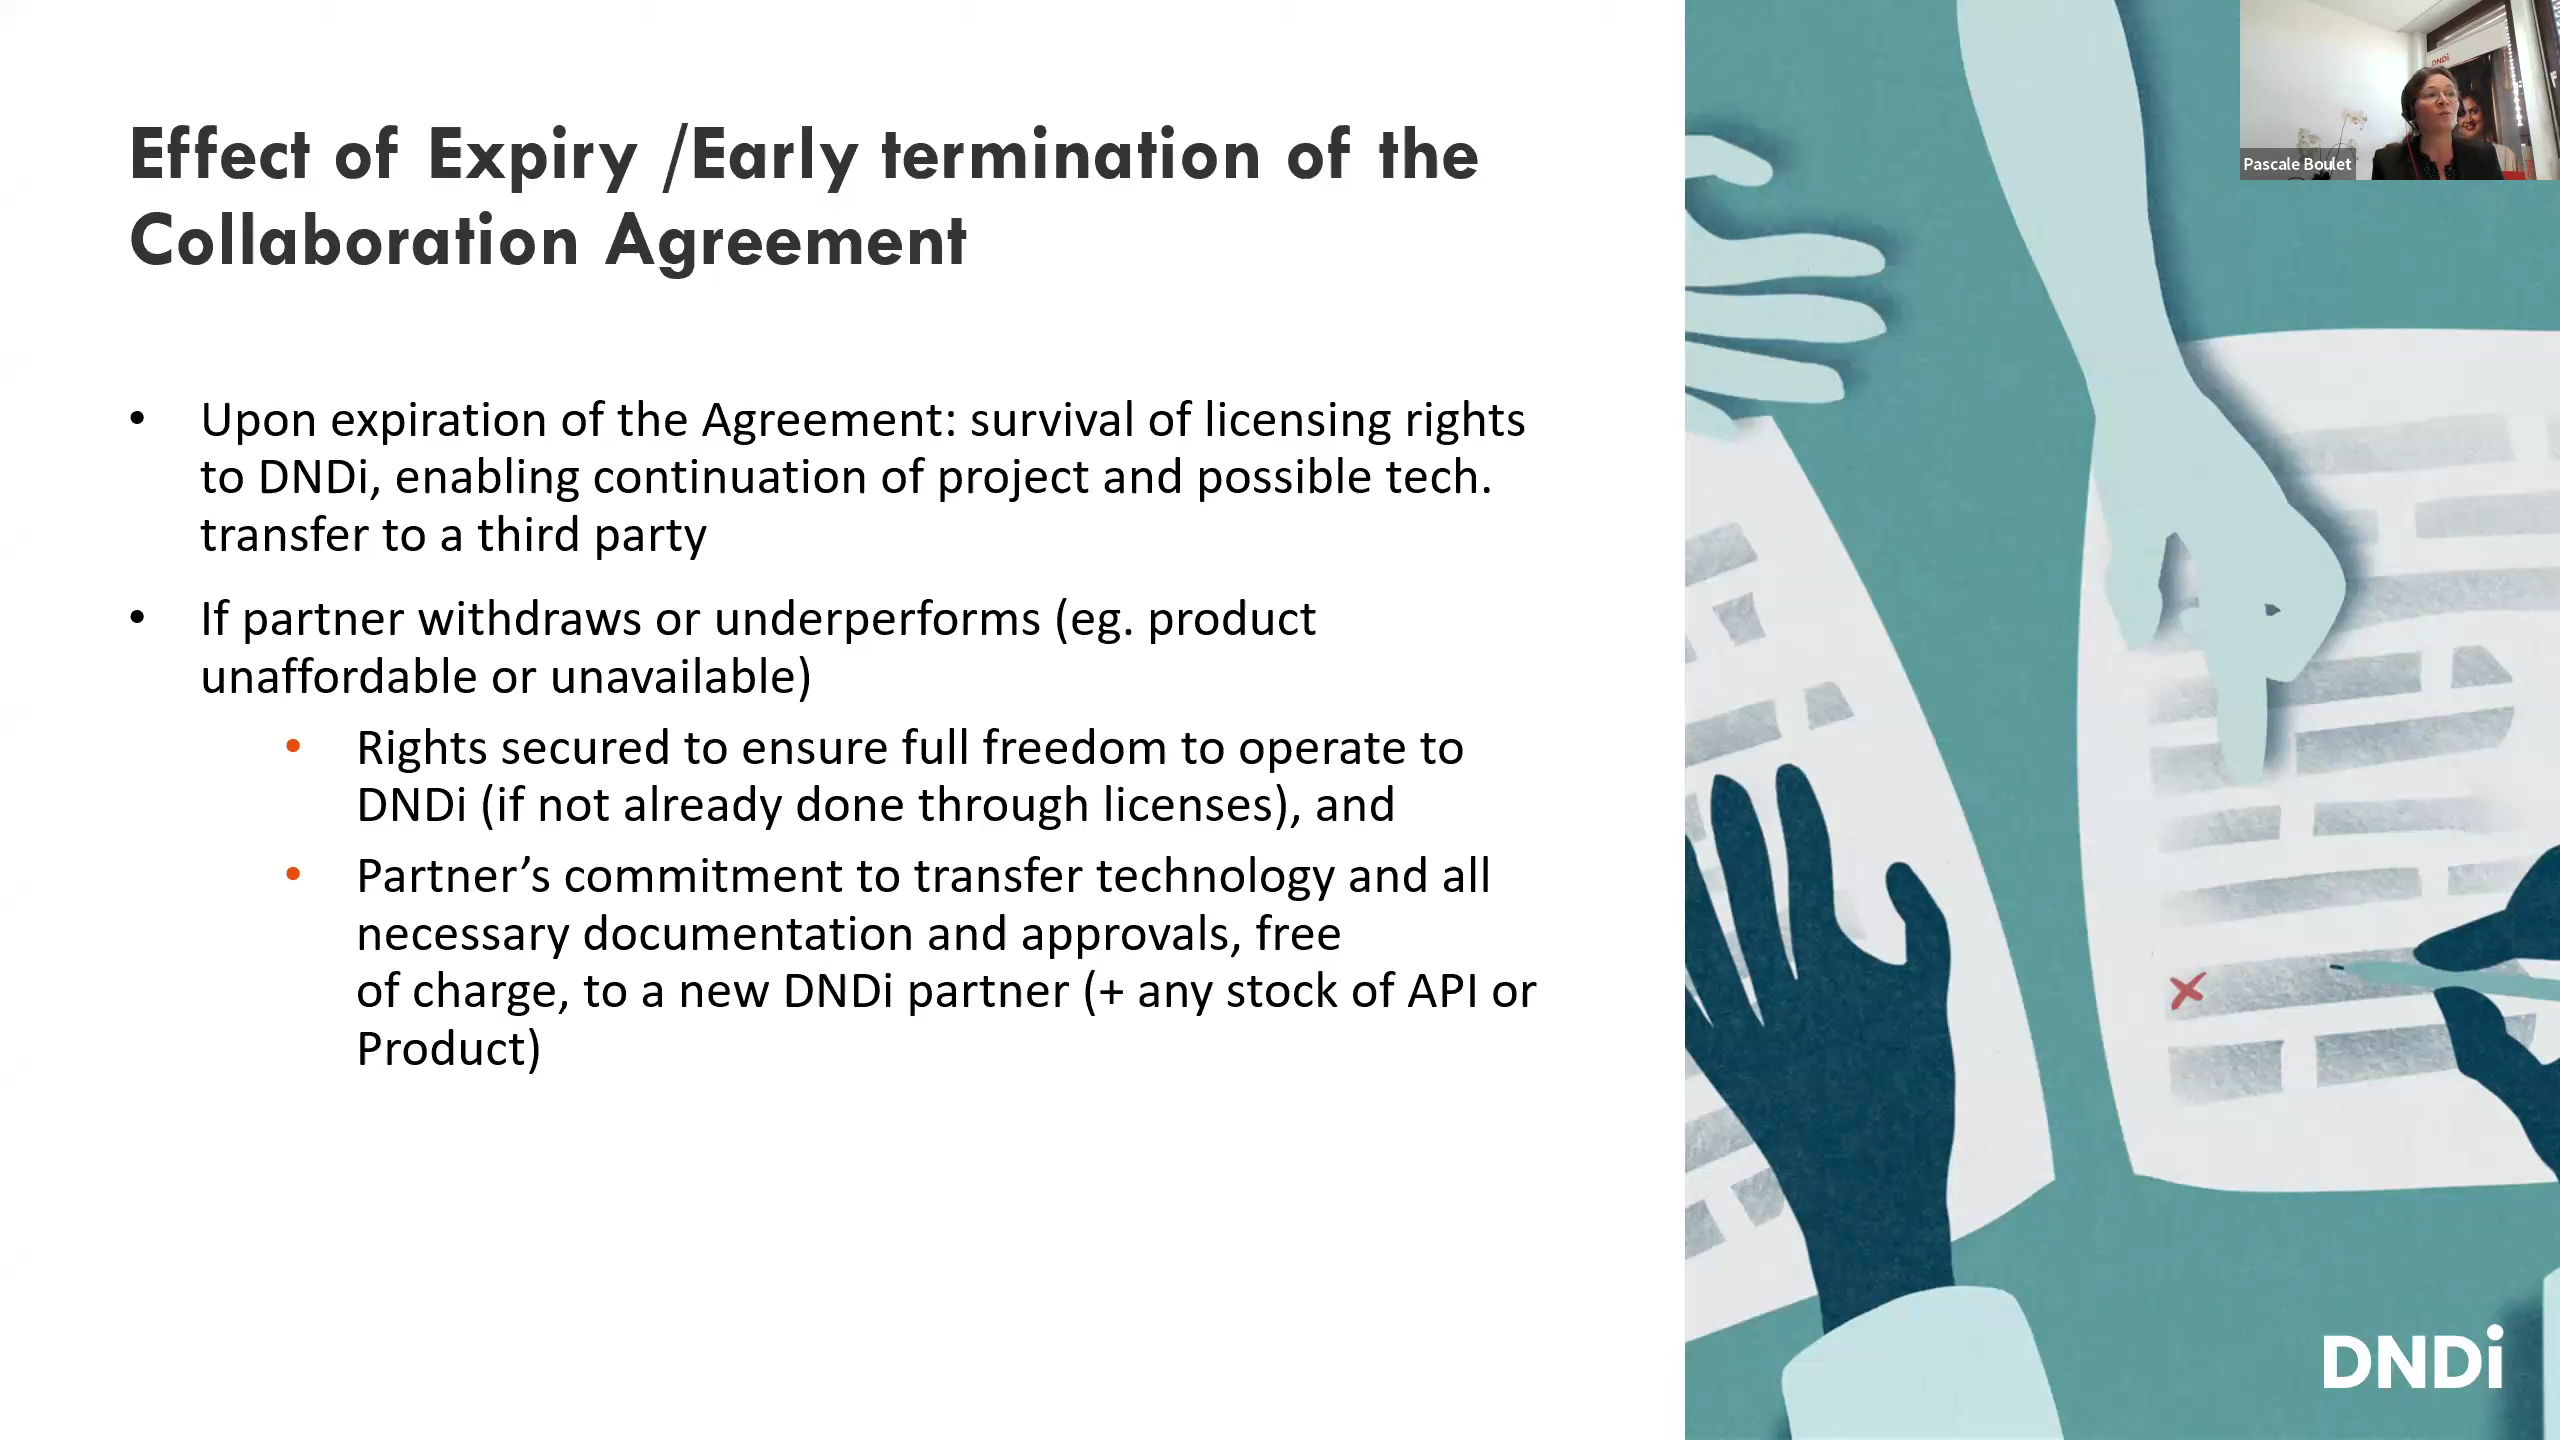 Effect of Expiry /Early termination of the
Collaboration Agreement
• Upon expiration of the Agreement: survival of licensing rights
to DNDi, enabling continuation of project and possible tech.
transfer to a third party
• If partner withdraws or underperforms (eg. product
unaffordable or unavailable)
• Rights secured to ensure full freedom to operate to
DNDi (if not already done through licenses), and
• Partner’s commitment to transfer technology and all
necessary documentation and approvals, free
of charge, to a new DNDi partner (+ any stock of API or
Product)
DNDi
Pascale Boulet
DNDi